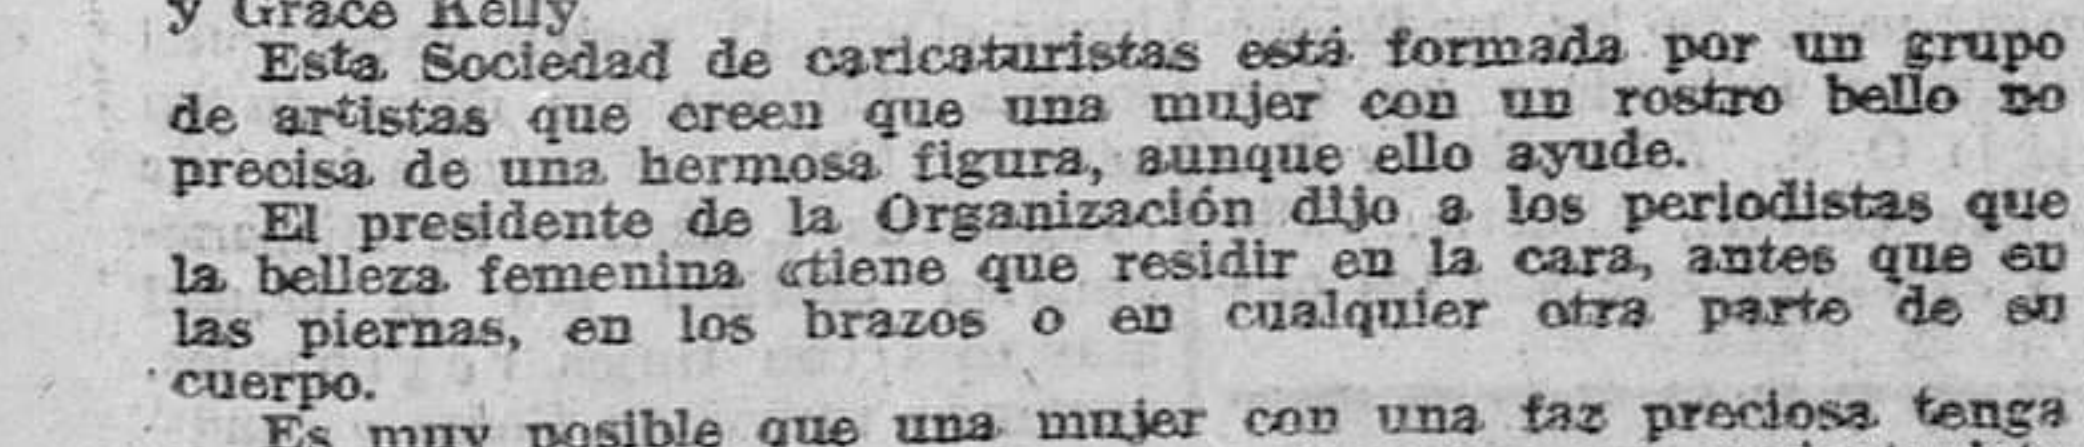 y Grace Kelly
Esta Sociedad de caricaturistas está formada por un grupo
de artistas que creen que una mujer con un rostro bello no
precisa de una hermosa figura, aunque ello ayude.
El presidente de la Organización dijo a los periodistas que
la belleza femenina «tiene que residir en la cara, antes que en
las piernas, en los brazos o en cualquier otra parte de su
cuerpo.
Es muy posible que una mujer con una faz preciosa tenga